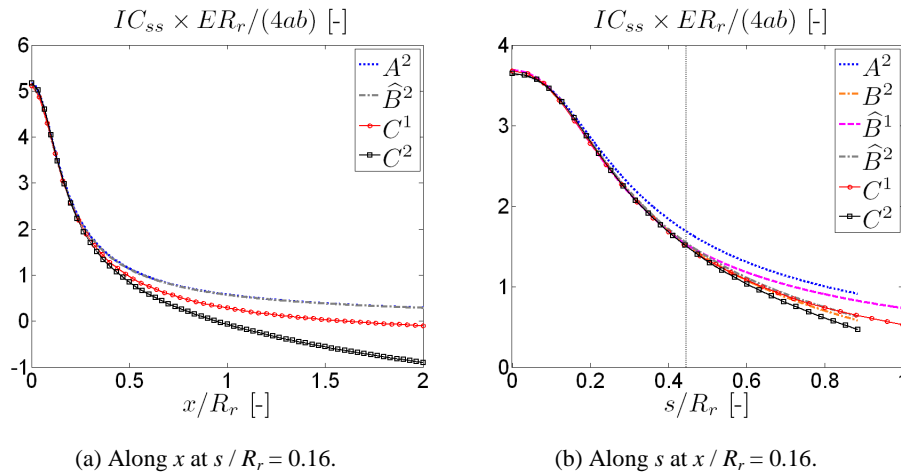 IC_ss × ER_r/(4ab) [-]
6
5
4
3
2
1
0
-1
0
0.5
1
1.5
2
x/R_r [-]
A^2
B̂^2
C^1
C^2
(a) Along x at s / R_r = 0.16.
IC_ss × ER_r/(4ab) [-]
4
3
2
1
0
0
0.2
0.4
0.6
0.8
1
s/R_r [-]
A^2
B^2
B̂^1
B̂^2
C^1
C^2
(b) Along s at x / R_r = 0.16.